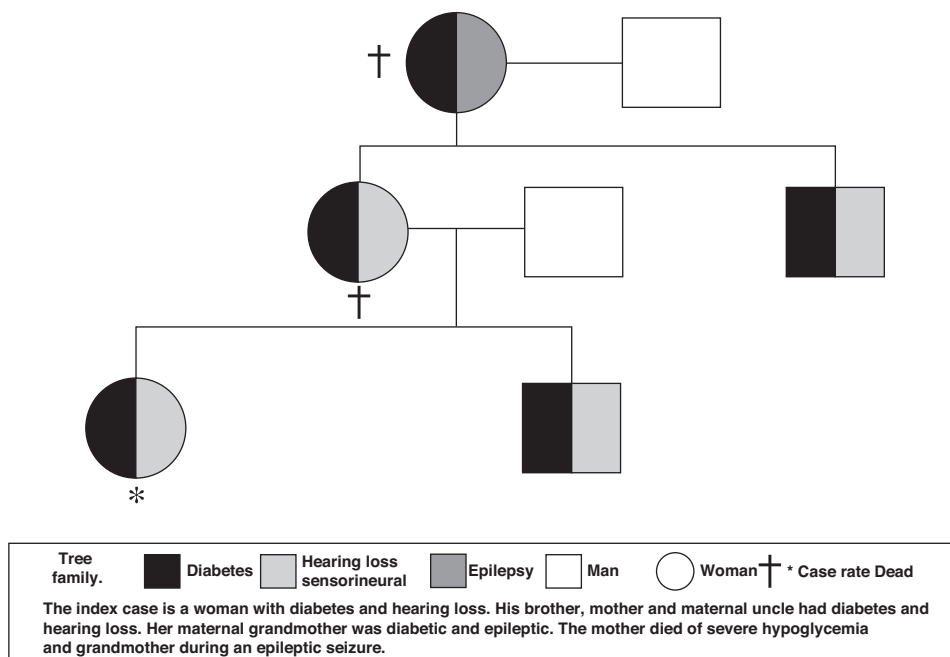 †
†
*
Tree
family.
Diabetes
Hearing loss
sensorineural
Epilepsy
Man
Woman
† * Case rate Dead
The index case is a woman with diabetes and hearing loss. His brother, mother and maternal uncle had diabetes and
hearing loss. Her maternal grandmother was diabetic and epileptic. The mother died of severe hypoglycemia
and grandmother during an epileptic seizure.